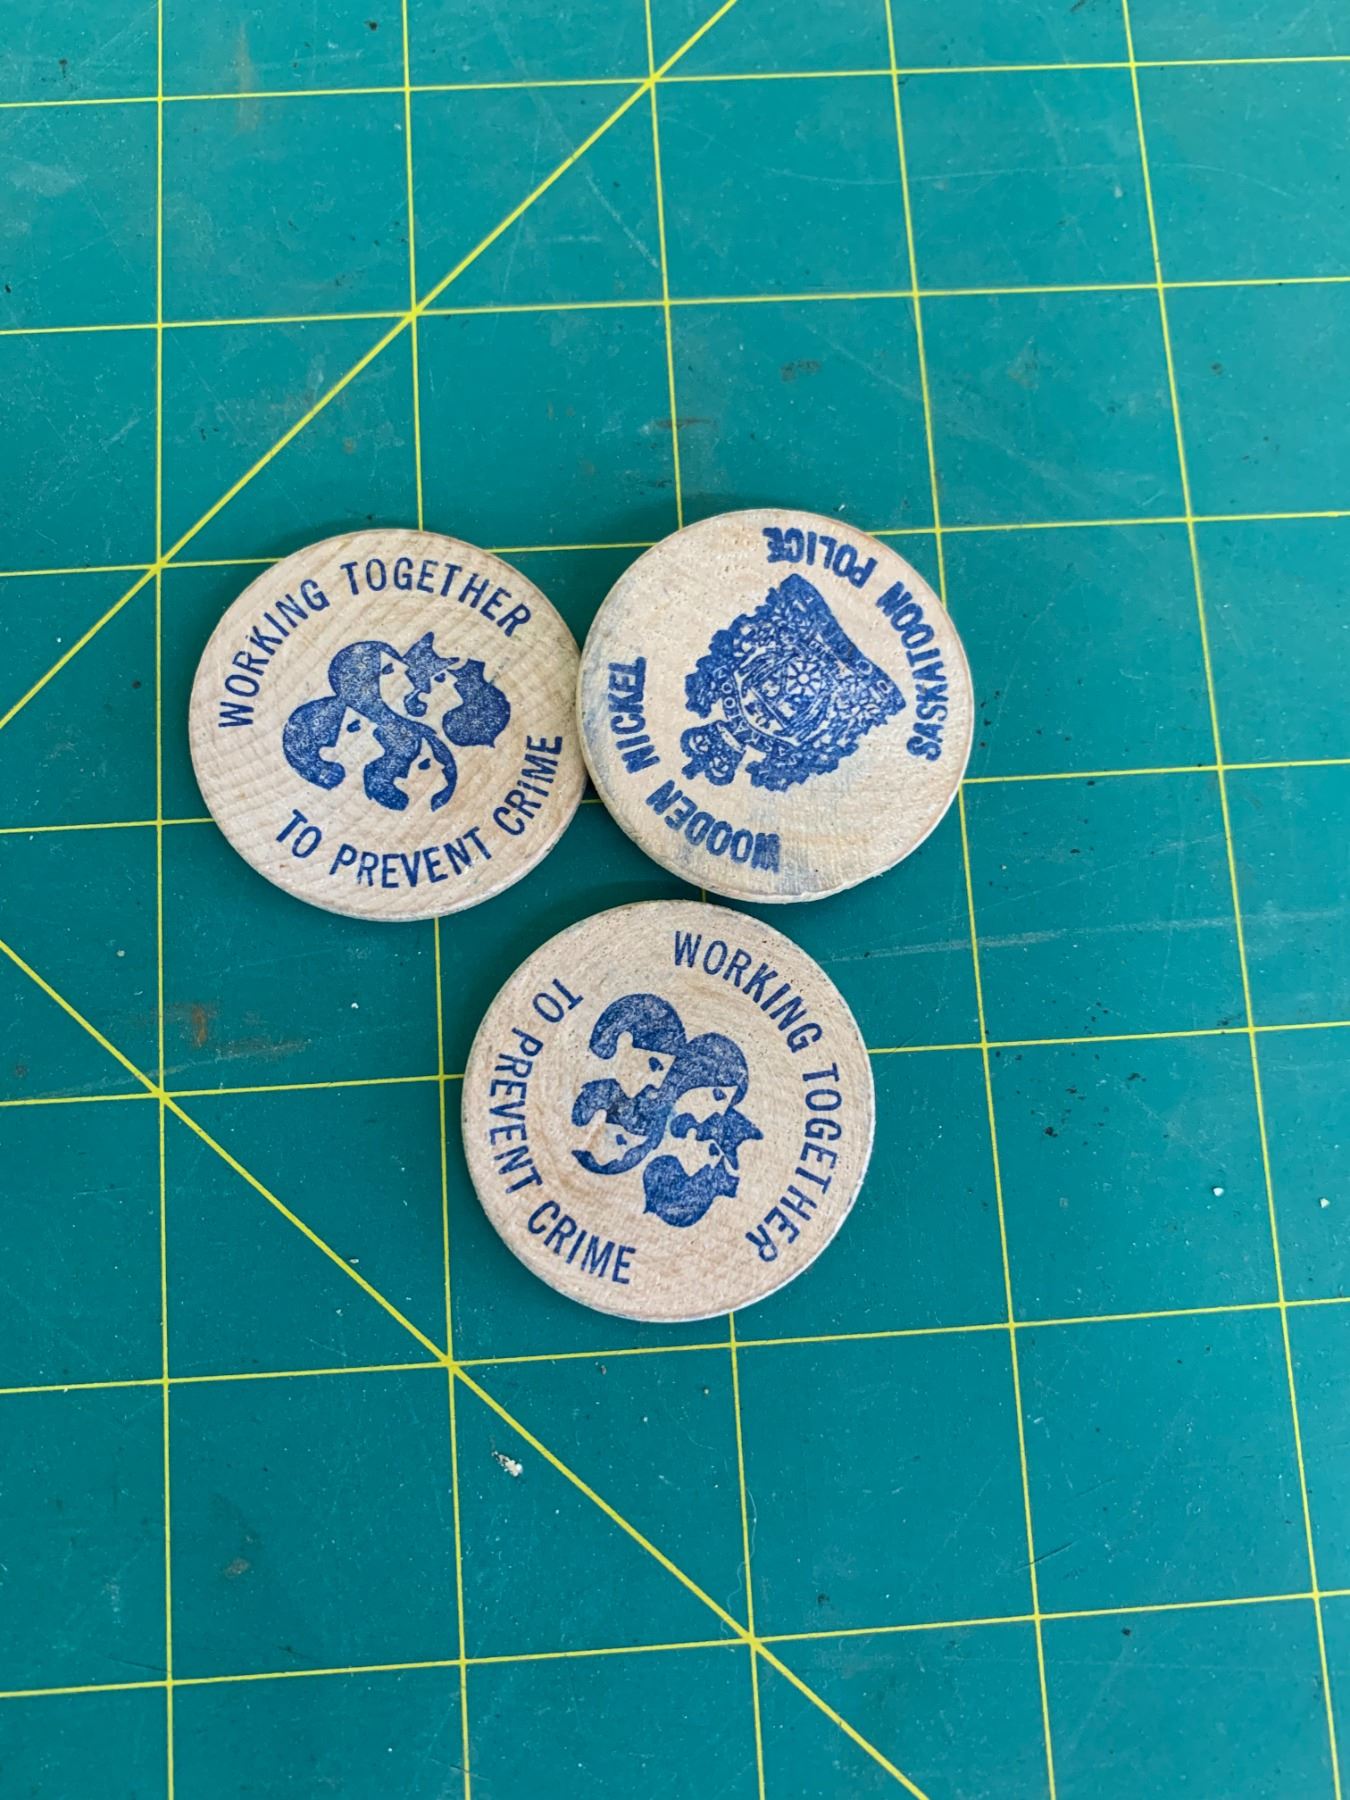 WORKING TOGETHER
TO PREVENT CRIME
SASKATOON POLICE
WOODEN NICKEL
WORKING TOGETHER
TO PREVENT CRIME